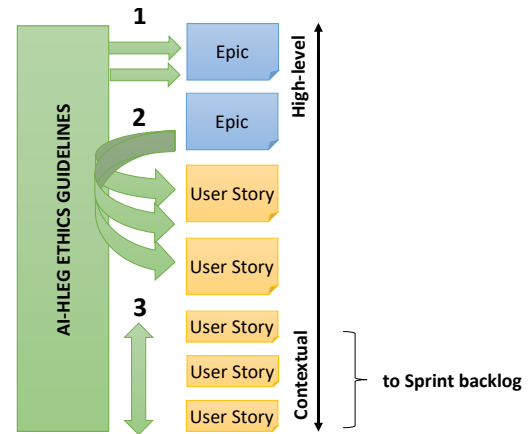 1
Epic
High-level
2
Epic
User Story
User Story
AI-HLEG ETHICS GUIDELINES
3
User Story
User Story
User Story
Contextual
to Sprint backlog